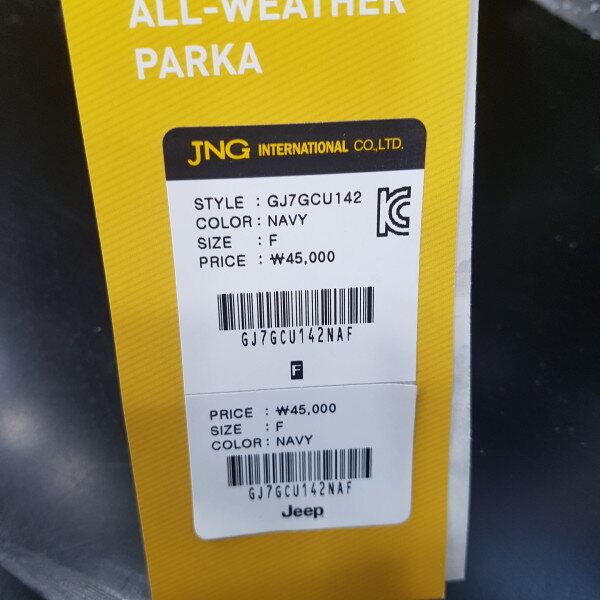 ALL-WEATHER
PARKA
JNG INTERNATIONAL CO.,LTD.
STYLE : GJ7GCU142
COLOR : NAVY
SIZE : F
PRICE : ₩45,000
GJ7GCU142NAF
F
PRICE : ₩45,000
SIZE : F
COLOR : NAVY
GJ7GCU142NAF
Jeep